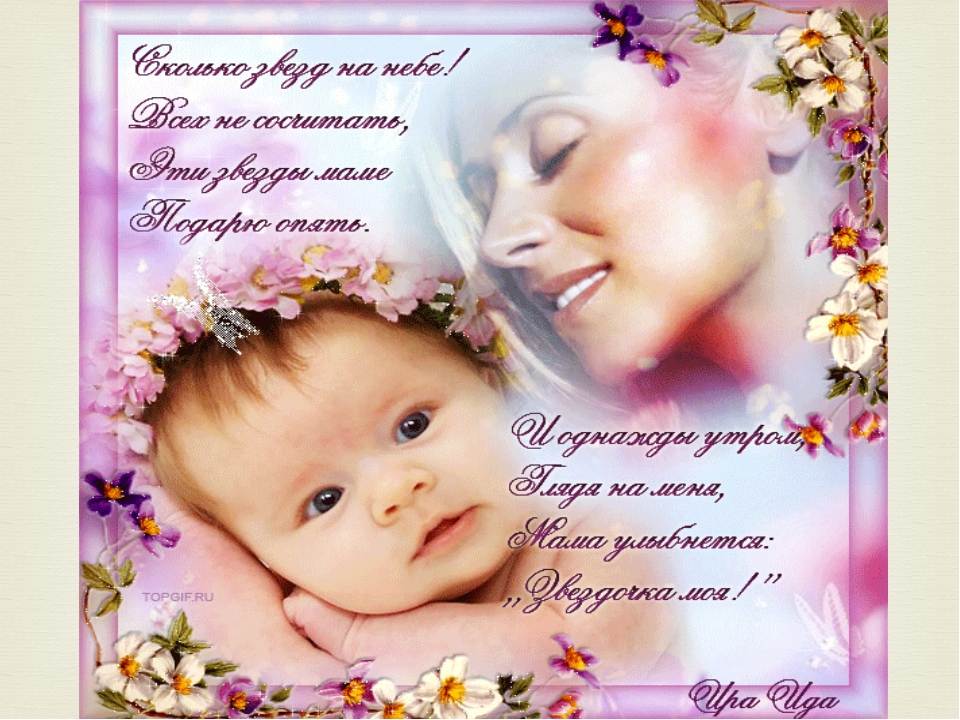 Сколько звезд на небе!
Всех не сосчитать,
Эти звезды маме
Подарю опять.
И однажды утром,
Глядя на меня,
Мама улыбнется:
„Звездочка моя!”
TOPGIF.RU
Ира Ида